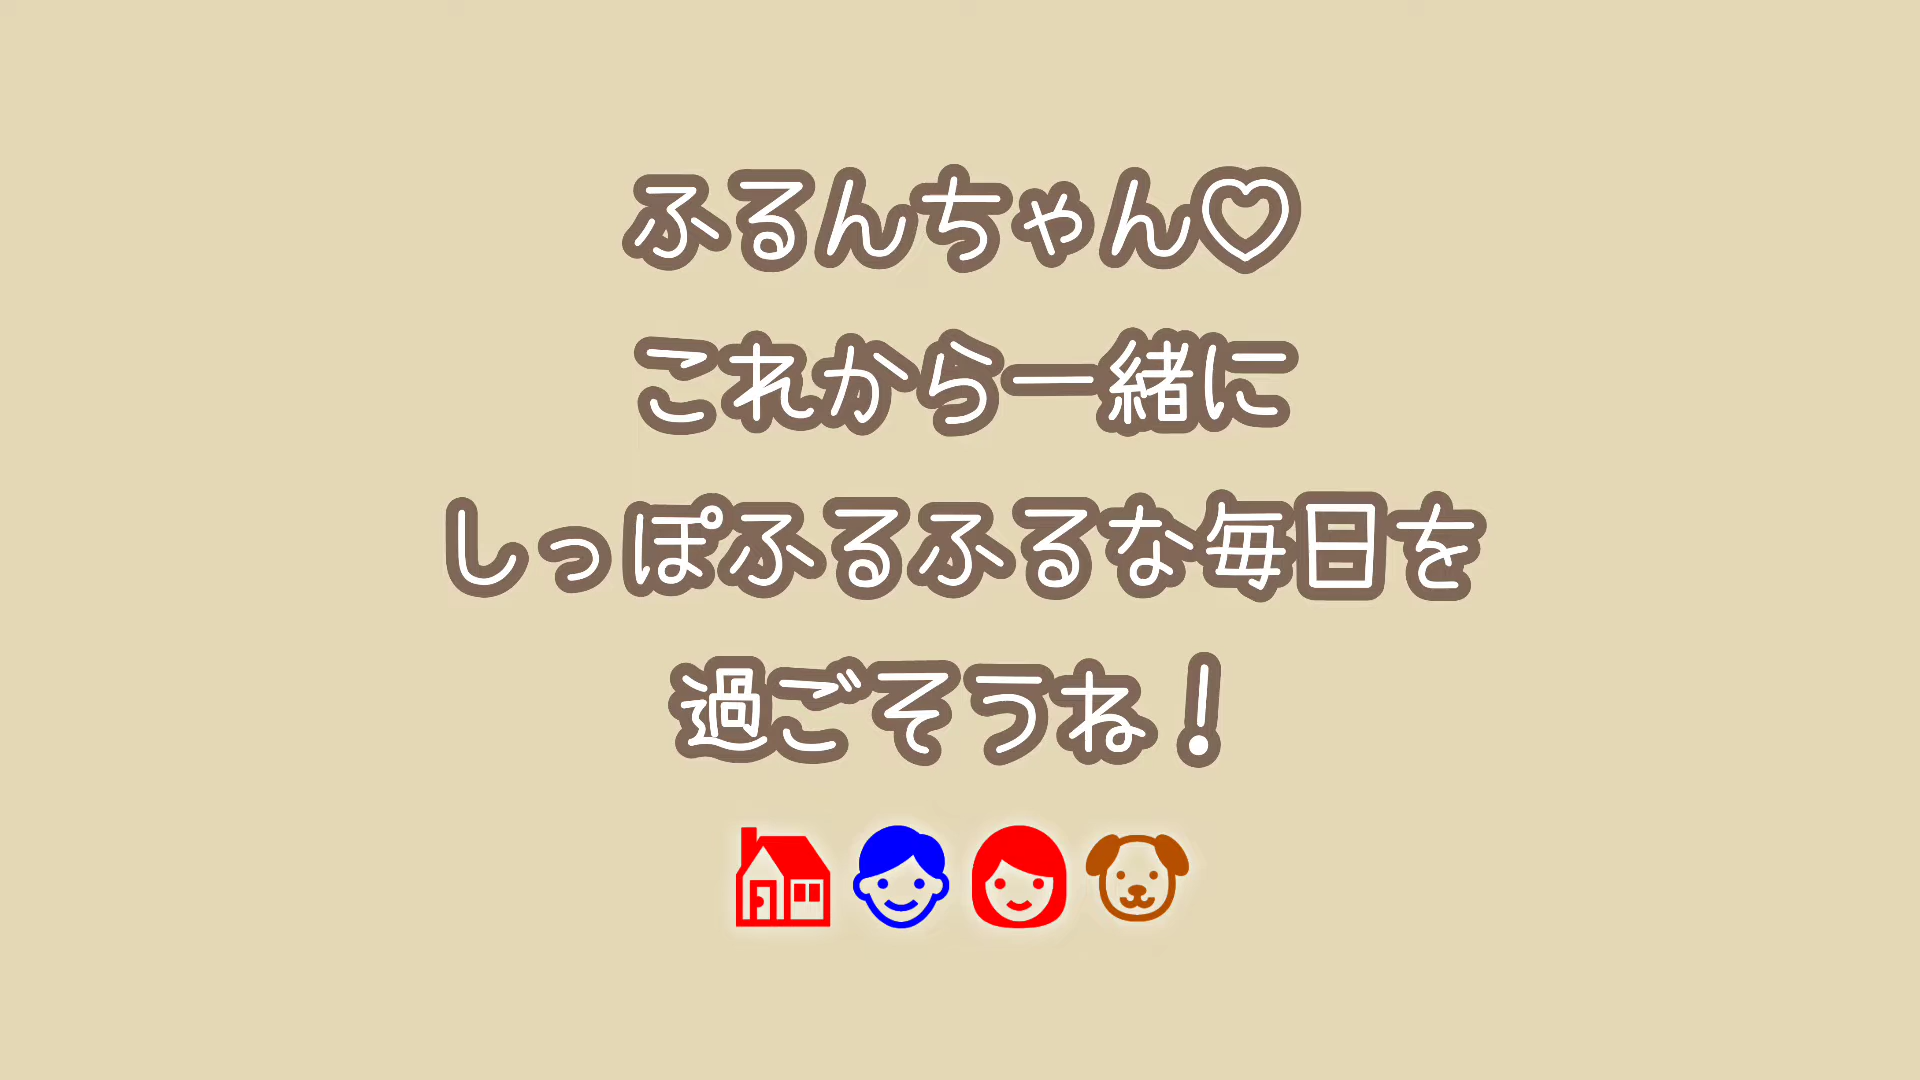 ふるんちゃん♡
これから一緒に
しっぽふるふるな毎日を
過ごそうね！